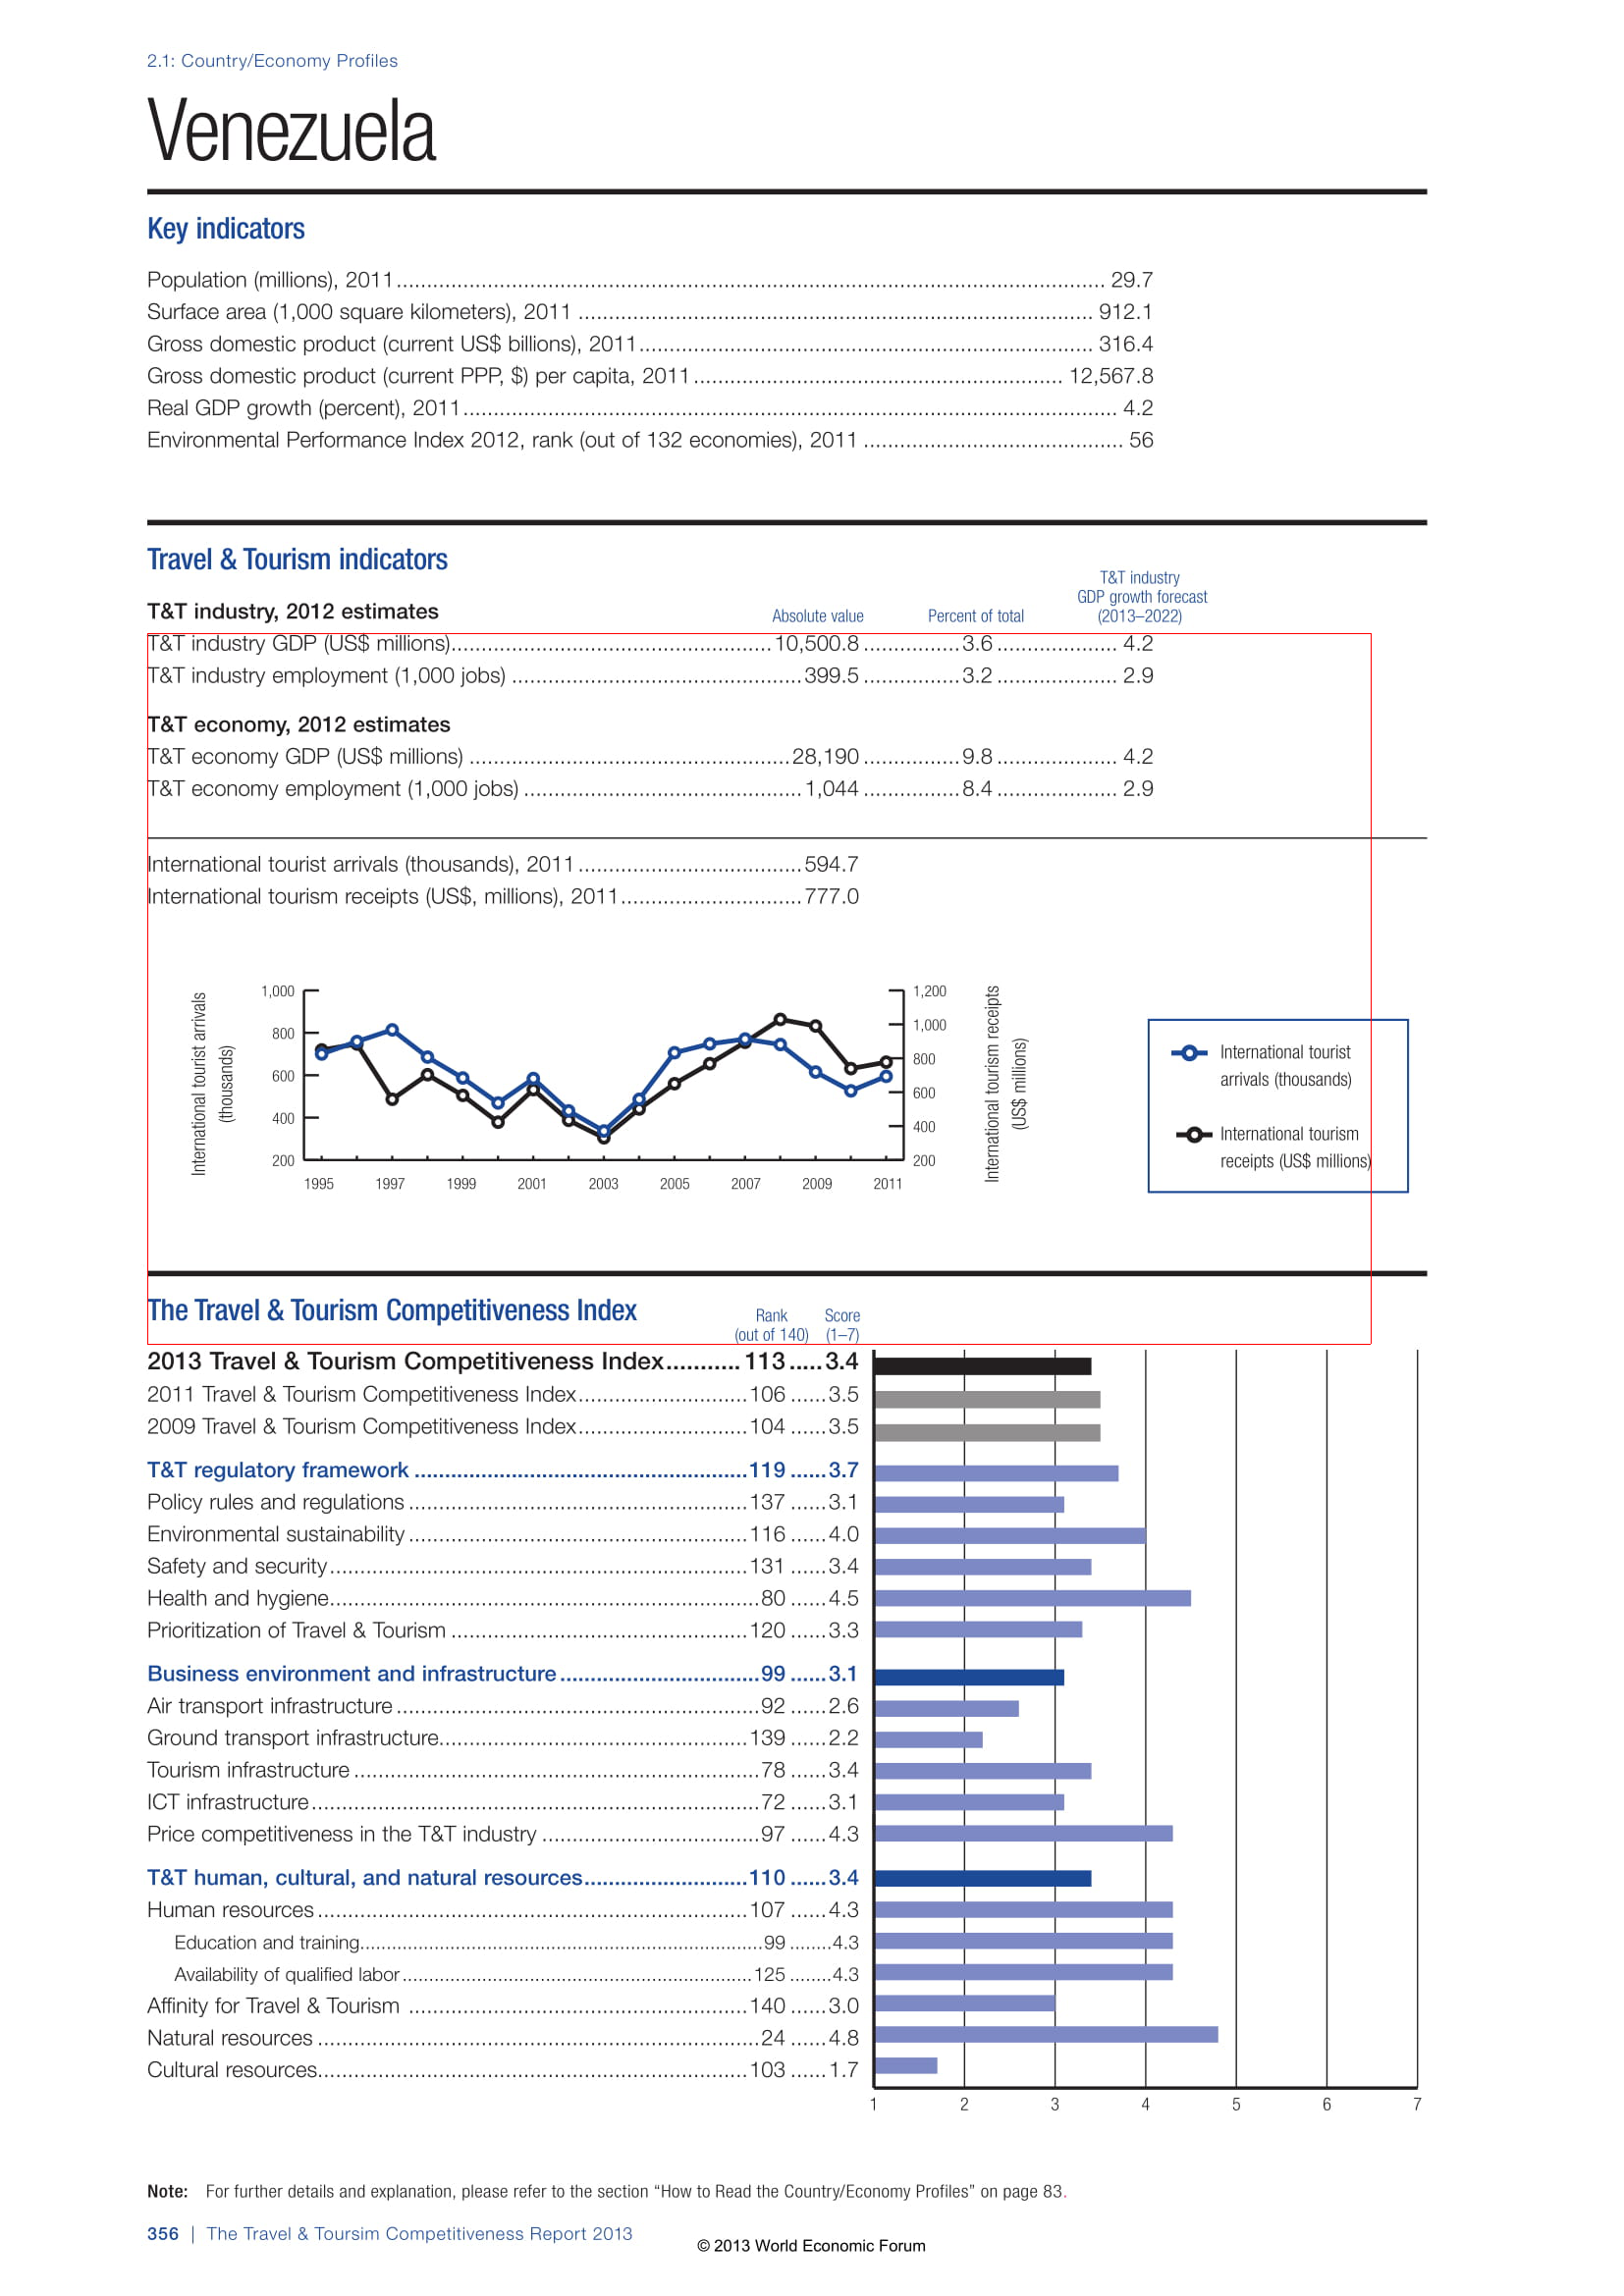 2.1: Country/Economy Profiles
Venezuela
Key indicators
Population (millions), 2011 29.7
Surface area (1,000 square kilometers), 2011 912.1
Gross domestic product (current US$ billions), 2011 316.4
Gross domestic product (current PPP, $) per capita, 2011 12,567.8
Real GDP growth (percent), 2011 4.2
Environmental Performance Index 2012, rank (out of 132 economies), 2011 56
Travel & Tourism indicators
T&T industry
GDP growth forecast
T&T industry, 2012 estimates Absolute value Percent of total (2013–2022)
T&T industry GDP (US$ millions) 10,500.8 3.6 4.2
T&T industry employment (1,000 jobs) 399.5 3.2 2.9
T&T economy, 2012 estimates
T&T economy GDP (US$ millions) 28,190 9.8 4.2
T&T economy employment (1,000 jobs) 1,044 8.4 2.9
International tourist arrivals (thousands), 2011 594.7
International tourism receipts (US$, millions), 2011 777.0
International tourist arrivals
(thousands)
1,000
800
600
400
200
1,200
1,000
800
600
400
200
International tourism receipts
(US$ millions)
1995 1997 1999 2001 2003 2005 2007 2009 2011
International tourist
arrivals (thousands)
International tourism
receipts (US$ millions)
The Travel & Tourism Competitiveness Index Rank Score
(out of 140) (1–7)
2013 Travel & Tourism Competitiveness Index 113 3.4
2011 Travel & Tourism Competitiveness Index 106 3.5
2009 Travel & Tourism Competitiveness Index 104 3.5
T&T regulatory framework 119 3.7
Policy rules and regulations 137 3.1
Environmental sustainability 116 4.0
Safety and security 131 3.4
Health and hygiene 80 4.5
Prioritization of Travel & Tourism 120 3.3
Business environment and infrastructure 99 3.1
Air transport infrastructure 92 2.6
Ground transport infrastructure 139 2.2
Tourism infrastructure 78 3.4
ICT infrastructure 72 3.1
Price competitiveness in the T&T industry 97 4.3
T&T human, cultural, and natural resources 110 3.4
Human resources 107 4.3
Education and training 99 4.3
Availability of qualified labor 125 4.3
Affinity for Travel & Tourism 140 3.0
Natural resources 24 4.8
Cultural resources 103 1.7
1 2 3 4 5 6 7
Note: For further details and explanation, please refer to the section “How to Read the Country/Economy Profiles” on page 83.
356 | The Travel & Toursim Competitiveness Report 2013
© 2013 World Economic Forum